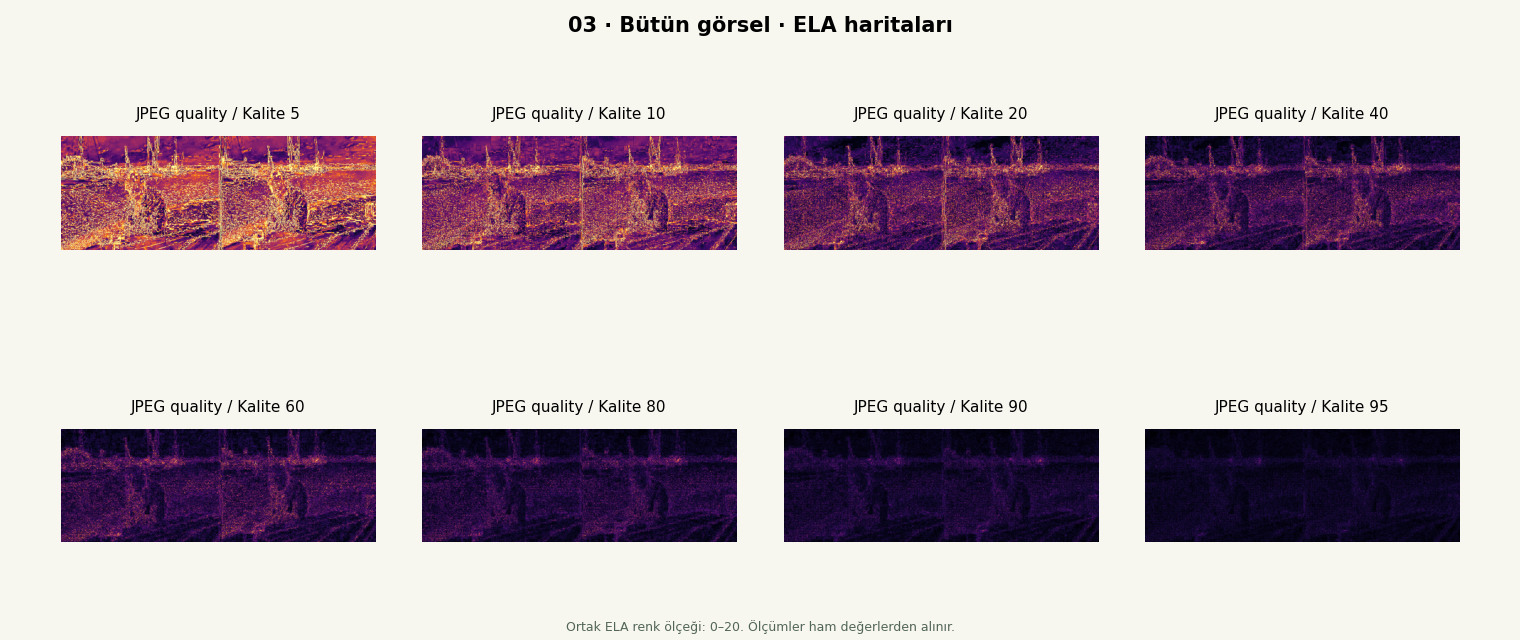 03 · Bütün görsel · ELA haritaları
JPEG quality / Kalite 5
JPEG quality / Kalite 10
JPEG quality / Kalite 20
JPEG quality / Kalite 40
JPEG quality / Kalite 60
JPEG quality / Kalite 80
JPEG quality / Kalite 90
JPEG quality / Kalite 95
Ortak ELA renk ölçeği: 0–20. Ölçümler ham değerlerden alınır.